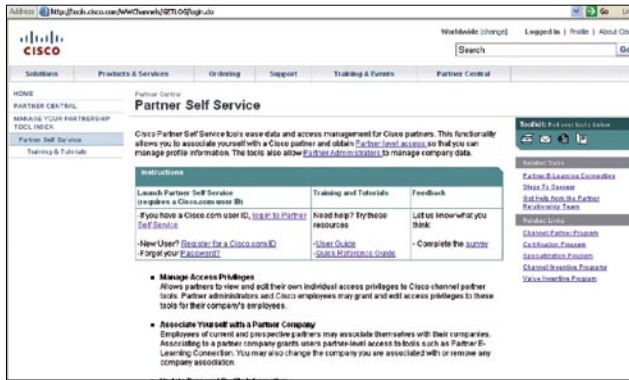 Address http://tools.cisco.com/WWChannels/GETLOG/login.do
Go
Worldwide [change] Logged In | Profile | About Cisco
CISCO
Search
Go
Solutions Products & Services Ordering Support Training & Events Partner Central
HOME
PARTNER CENTRAL
MANAGE YOUR PARTNERSHIP
TOOL INDEX
Partner Self Service
Training & Tutorials
Partner Central
Partner Self Service
Cisco Partner Self Service tools ease data and access management for Cisco partners. This functionality
allows you to associate yourself with a Cisco partner and obtain Partner level access so that you can
manage profile information. The tools also allow Partner Administrators to manage company data.
Instructions
Launch Partner Self Service
(requires a Cisco.com user ID)
-If you have a Cisco.com user ID, login to Partner
Self Service
-New User? Register for a Cisco.com ID
-Forgot your Password?
Training and Tutorials
Need help? Try those
resources
-User Guide
-Quick Reference Guide
Feedback
Let us know what you
think
- Complete the survey
Manage Access Privileges
Allows partners to view and edit their own individual access privileges to Cisco channel partner
tools. Partner administrators and Cisco employees may grant and edit access privileges to these
tools for their company's employees.
Associate Yourself with a Partner Company
Employees of current and prospective partners may associate themselves with their companies.
Associating to a partner company grants users partner-level access to tools such as Partner E-
Learning Connection. You may also change the company you are associated with or remove any
company association.
Toolkit: Roll over tools below
Related Tools
Partner E-Learning Connection
Steps To Success
Get Help from the Partner
Relationship Team
Related Links
Channel Partner Program
Certification Program
Specialization Program
Channel Incentive Programs
Value Incentive Program